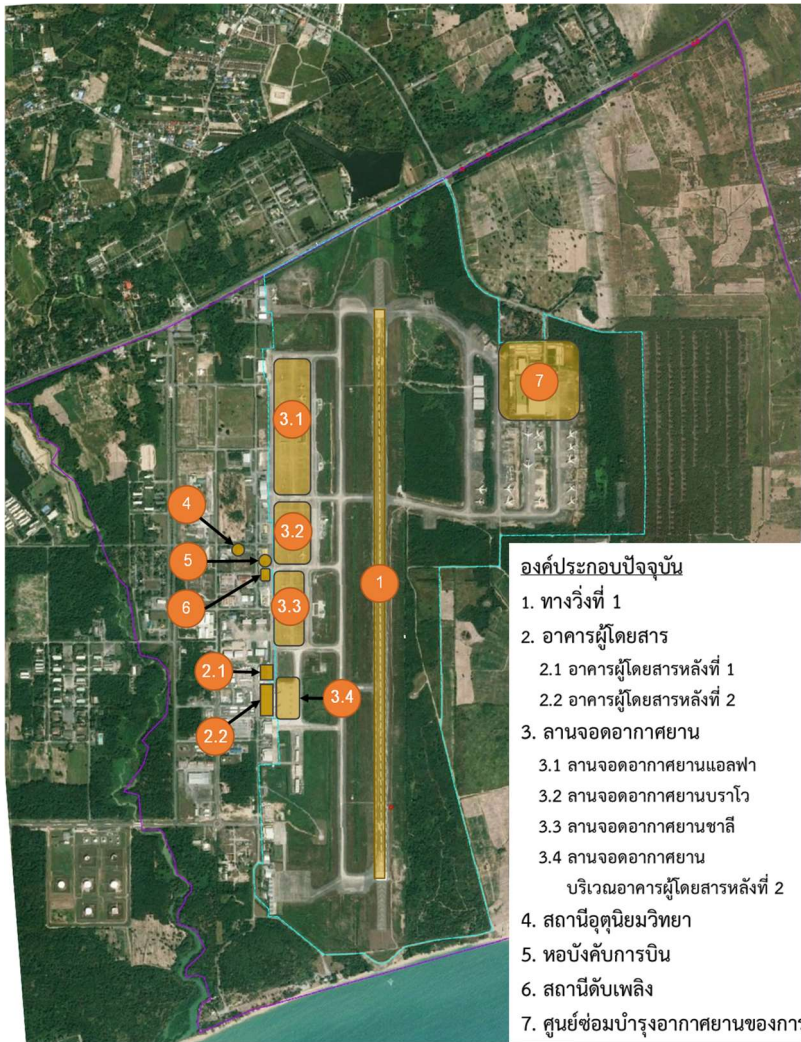 1
2.1
2.2
3.1
3.2
3.3
3.4
4
5
6
7
องค์ประกอบปัจจุบัน
1. ทางวิ่งที่ 1
2. อาคารผู้โดยสาร
2.1 อาคารผู้โดยสารหลังที่ 1
2.2 อาคารผู้โดยสารหลังที่ 2
3. ลานจอดอากาศยาน
3.1 ลานจอดอากาศยานแอลฟา
3.2 ลานจอดอากาศยานบราโว
3.3 ลานจอดอากาศยานชาลี
3.4 ลานจอดอากาศยาน
บริเวณอาคารผู้โดยสารหลังที่ 2
4. สถานีอุตุนิยมวิทยา
5. หอบังคับการบิน
6. สถานีดับเพลิง
7. ศูนย์ซ่อมบำรุงอากาศยานของการ